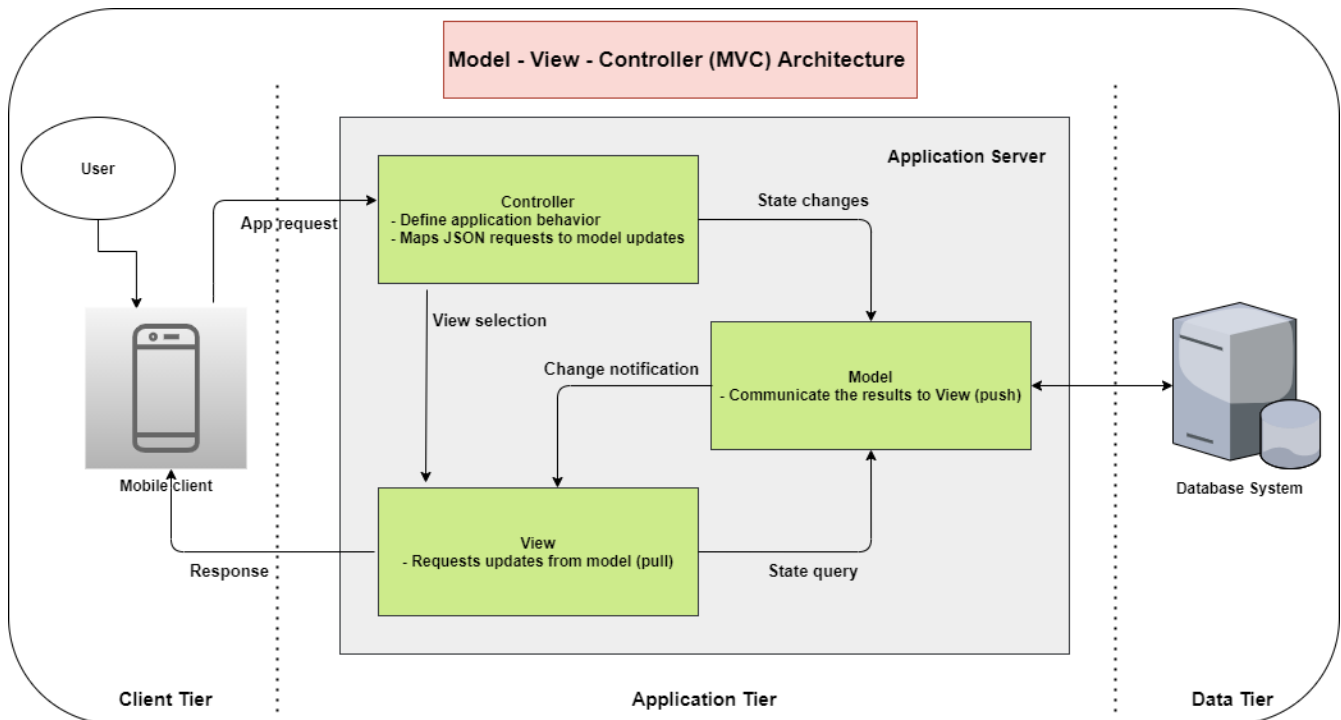 Model - View - Controller (MVC) Architecture
User
Application Server
Controller
- Define application behavior
- Maps JSON requests to model updates
State changes
App request
View selection
Change notification
Model
- Communicate the results to View (push)
Mobile client
Database System
View
- Requests updates from model (pull)
Response
State query
Client Tier
Application Tier
Data Tier